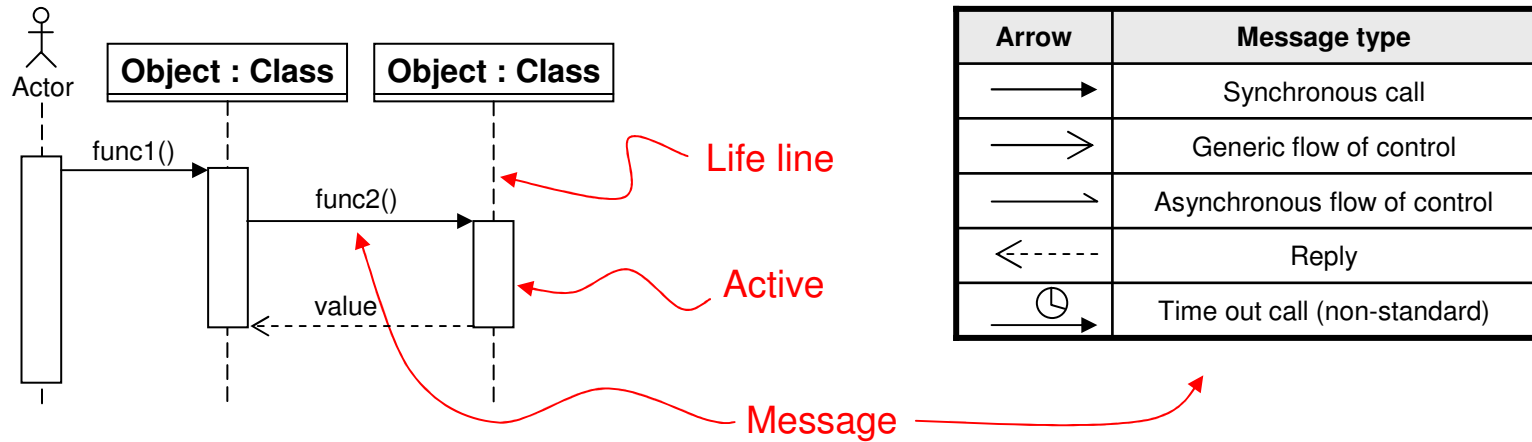 Actor
Object : Class
Object : Class
func1()
func2()
value
Life line
Active
Message
Arrow Message type
Synchronous call
Generic flow of control
Asynchronous flow of control
Reply
Time out call (non-standard)